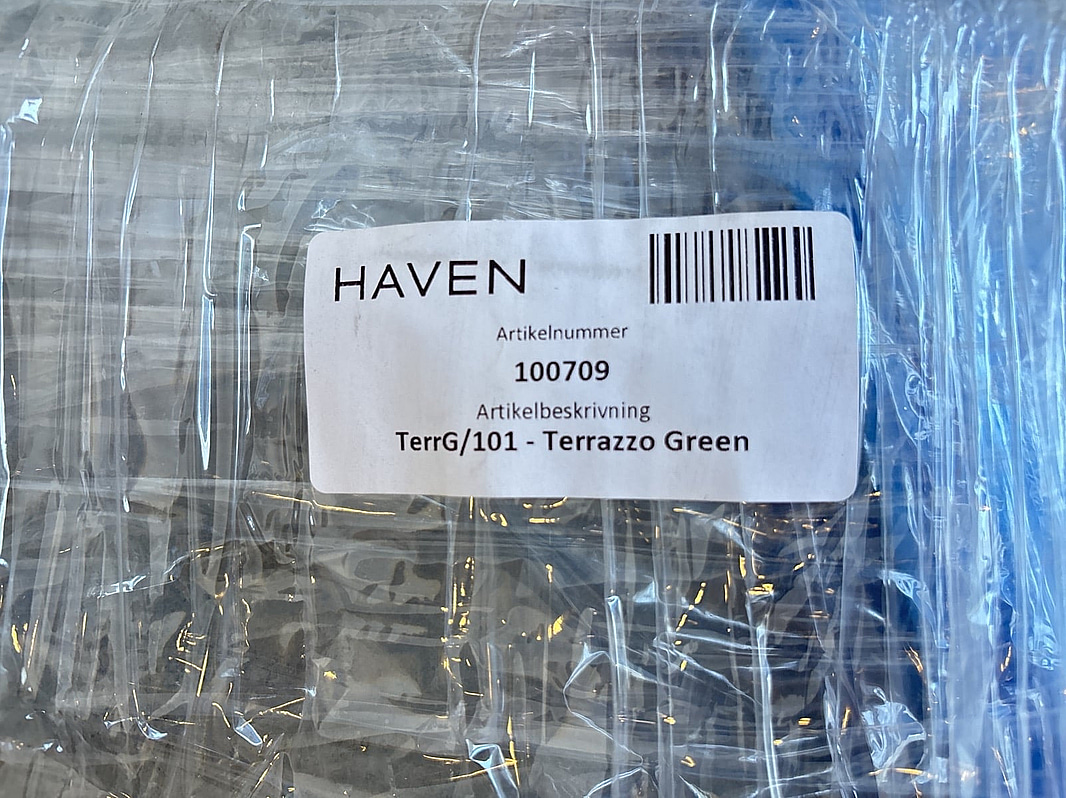 HAVEN
Artikelnummer
100709
Artikelbeskrivning
TerrG/101 - Terrazzo Green